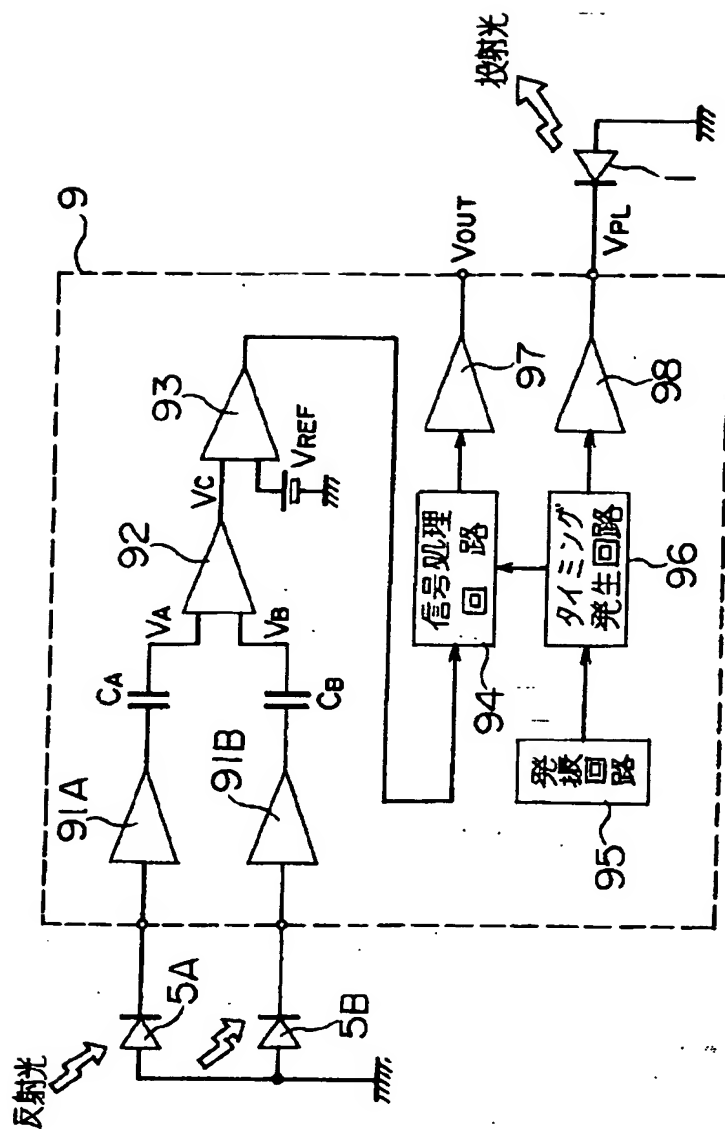 9
反射光
5A
5B
91A
91B
CA
CB
VA
VB
92
VC
93
VREF
信号処理
回路
94
タイミング
発生回路
96
発振
回路
95
97
98
VOUT
VPL
1
投射光